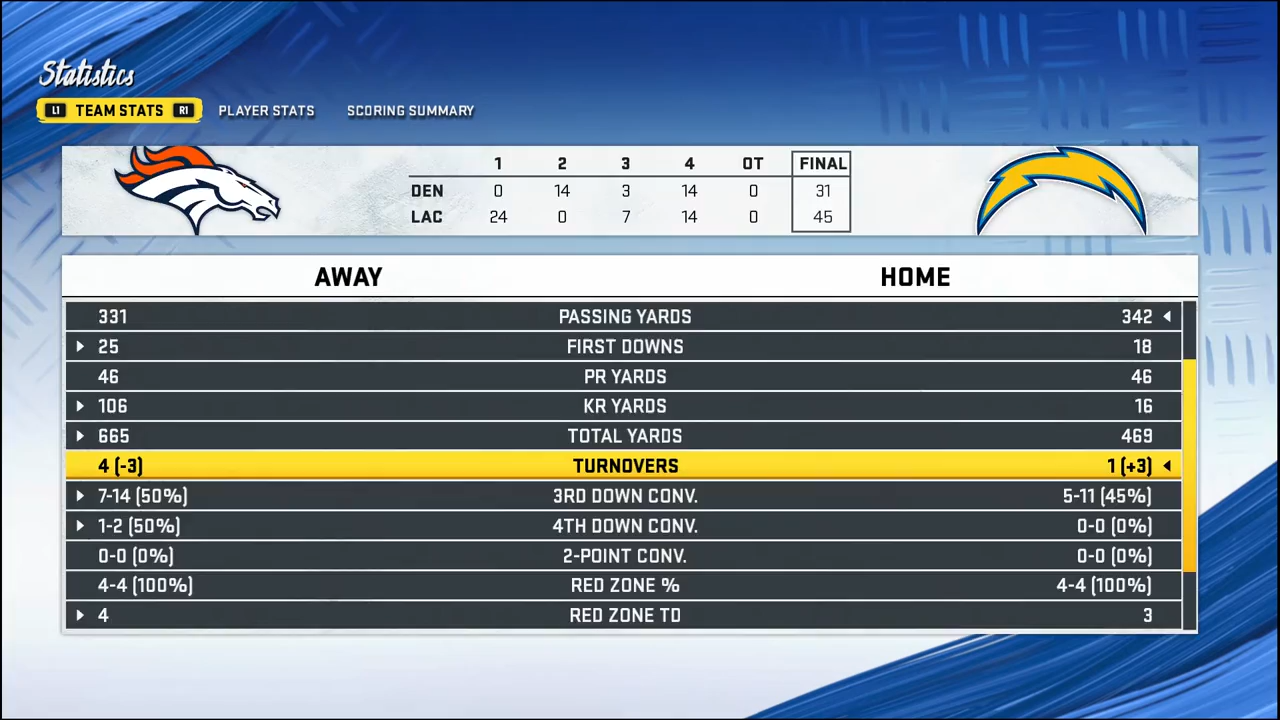 Statistics
L1 TEAM STATS R1 PLAYER STATS SCORING SUMMARY
1 2 3 4 OT FINAL
DEN 0 14 3 14 0 31
LAC 24 0 7 14 0 45
AWAY HOME
331 PASSING YARDS 342
25 FIRST DOWNS 18
46 PR YARDS 46
106 KR YARDS 16
665 TOTAL YARDS 469
4 (-3) TURNOVERS 1 (+3)
7-14 (50%) 3RD DOWN CONV. 5-11 (45%)
1-2 (50%) 4TH DOWN CONV. 0-0 (0%)
0-0 (0%) 2-POINT CONV. 0-0 (0%)
4-4 (100%) RED ZONE % 4-4 (100%)
4 RED ZONE TD 3